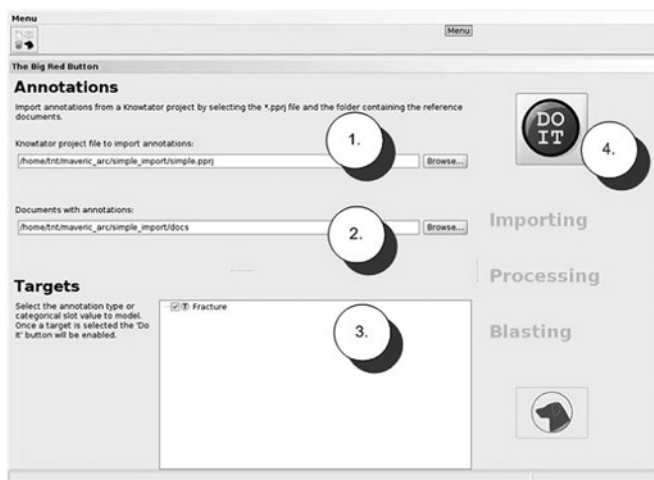 Menu
Menu
The Big Red Button
Annotations
Import annotations from a Knowtator project by selecting the *.pprj file and the folder containing the reference
documents.
Knowtator project file to import annotations:
/home/tnt/maveric_arc/simple_import/simple.pprj
Browse...
1.
DO
IT
4.
Documents with annotations:
/home/tnt/maveric_arc/simple_import/docs
Browse...
2.
Importing
Processing
Blasting
Targets
Select the annotation type or
categorical slot value to model.
Once a target is selected the 'Do
It' button will be enabled.
Fracture
3.